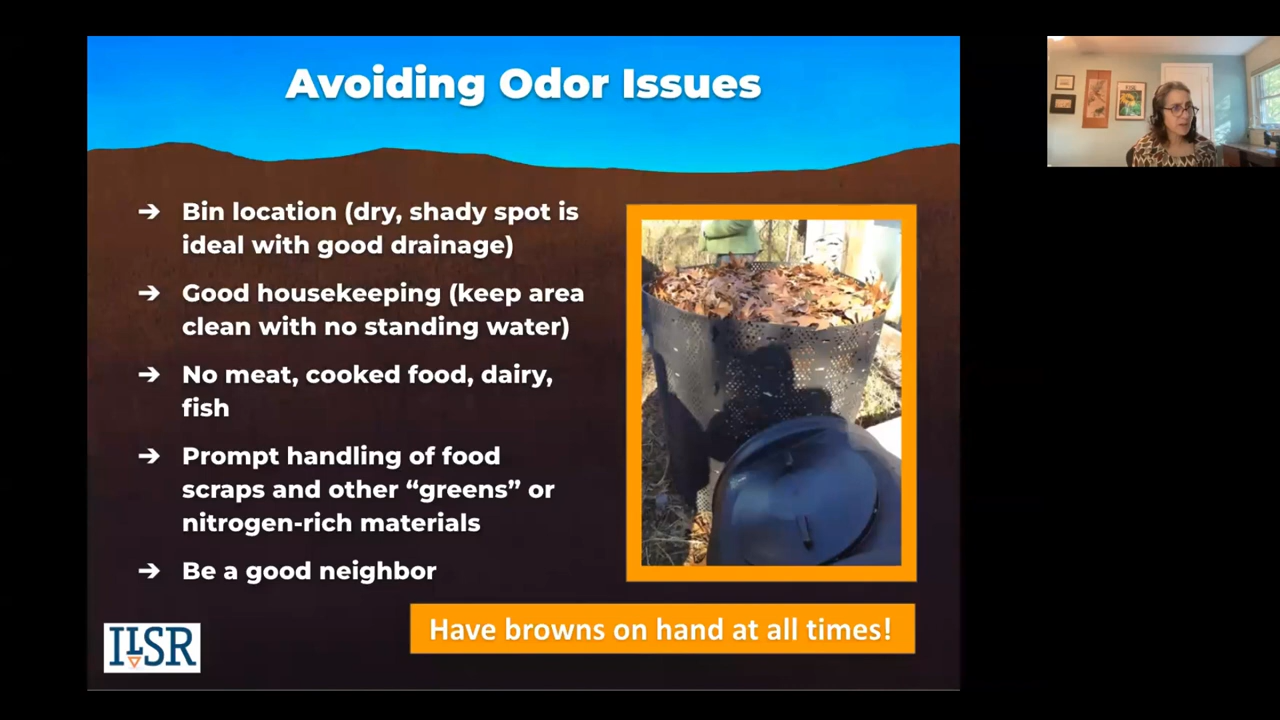 Avoiding Odor Issues
➔ Bin location (dry, shady spot is
ideal with good drainage)
➔ Good housekeeping (keep area
clean with no standing water)
➔ No meat, cooked food, dairy,
fish
➔ Prompt handling of food
scraps and other “greens” or
nitrogen-rich materials
➔ Be a good neighbor
Have browns on hand at all times!
ILSR